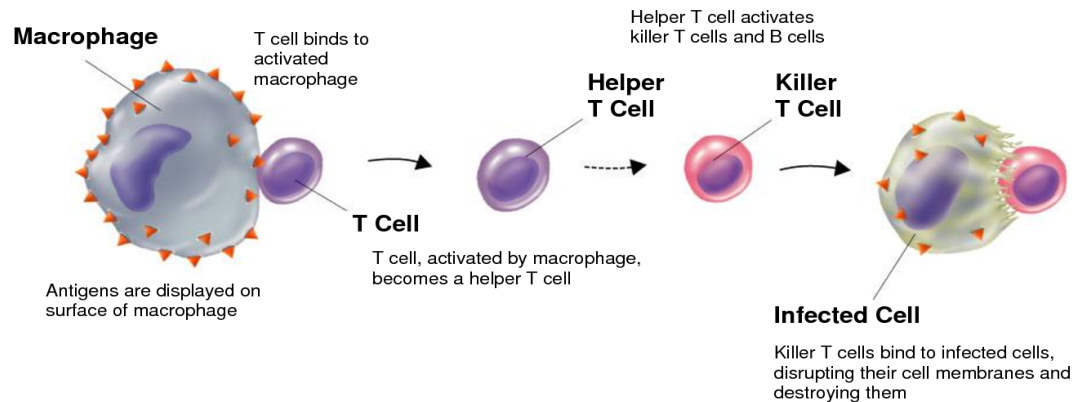 Macrophage
T cell binds to
activated
macrophage
Helper T cell activates
killer T cells and B cells
Helper
T Cell
Killer
T Cell
T Cell
T cell, activated by macrophage,
becomes a helper T cell
Antigens are displayed on
surface of macrophage
Infected Cell
Killer T cells bind to infected cells,
disrupting their cell membranes and
destroying them